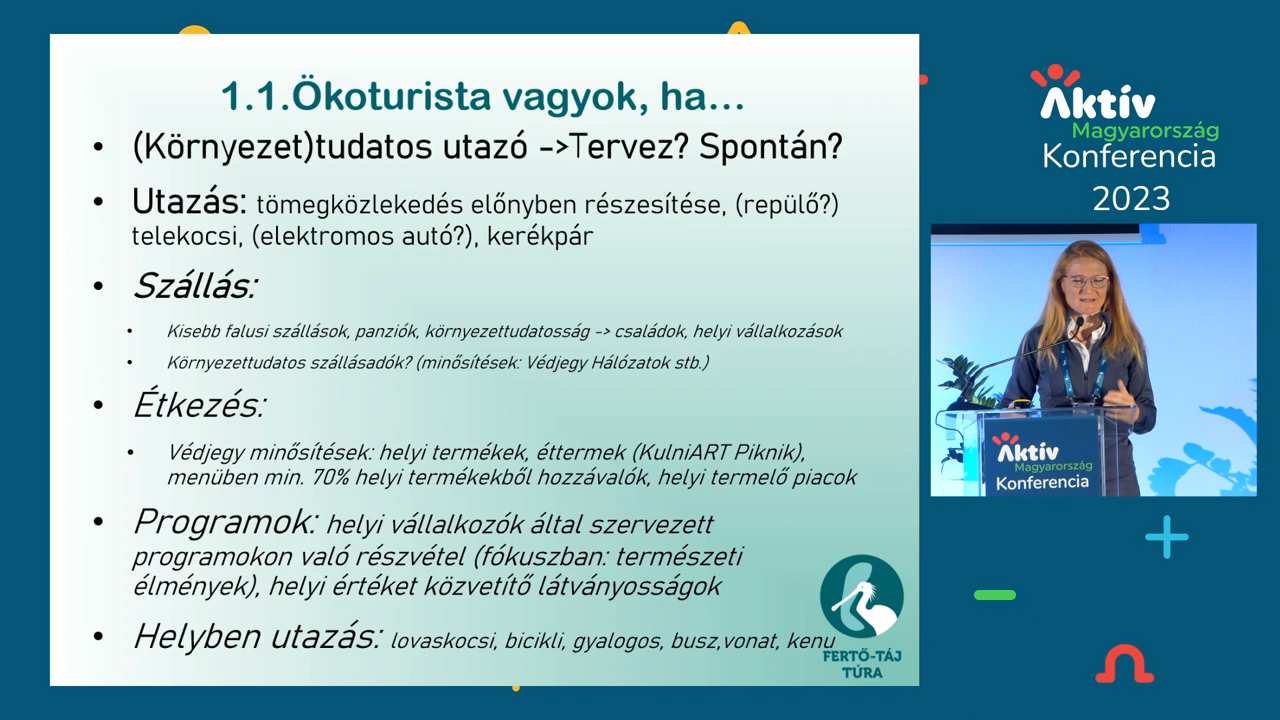 1.1.Ökoturista vagyok, ha...
• (Környezet)tudatos utazó ->Tervez? Spontán?
• Utazás: tömegközlekedés előnyben részesítése, (repülő?)
telekocsi, (elektromos autó?), kerékpár
• Szállás:
• Kisebb falusi szállások, panziók, környezettudatosság -> családok, helyi vállalkozások
• Környezettudatos szállásadók? (minősítések: Védjegy Hálózatok stb.)
• Étkezés:
• Védjegy minősítések: helyi termékek, éttermek (KulniART Piknik),
menüben min. 70% helyi termékekből hozzávalók, helyi termelő piacok
• Programok: helyi vállalkozók által szervezett
programokon való részvétel (fókuszban: természeti
élmények), helyi értéket közvetítő látványosságok
• Helyben utazás: lovaskocsi, bicikli, gyalogos, busz,vonat, kenu
FERTŐ-TÁJ
TÚRA
Aktív
Magyarország
Konferencia
2023
Aktív
Magyarország
Konferencia